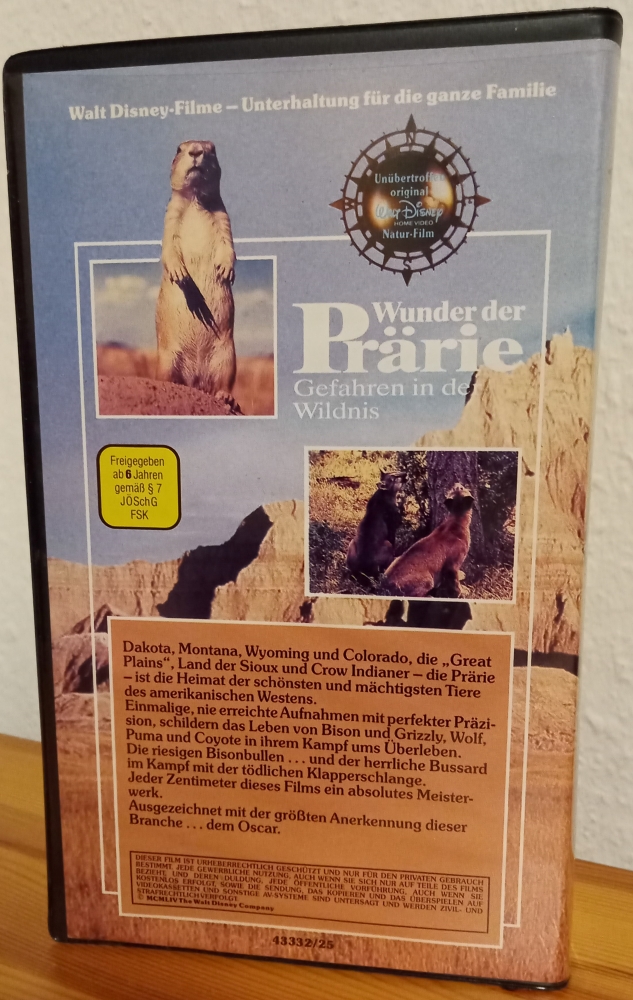 Walt Disney-Filme – Unterhaltung für die ganze Familie
N
Unübertroffen
original
Walt Disney
HOME VIDEO
Natur-Film
S
Wunder der
Prärie
Gefahren in der
Wildnis
Freigegeben
ab 6 Jahren
gemäß § 7
JÖSchG
FSK
Dakota, Montana, Wyoming und Colorado, die „Great
Plains“, Land der Sioux und Crow Indianer – die Prärie
– ist die Heimat der schönsten und mächtigsten Tiere
des amerikanischen Westens.
Einmalige, nie erreichte Aufnahmen mit perfekter Präzi-
sion, schildern das Leben von Bison und Grizzly, Wolf,
Puma und Coyote in ihrem Kampf ums Überleben.
Die riesigen Bisonbullen . . . und der herrliche Bussard
im Kampf mit der tödlichen Klapperschlange.
Jeder Zentimeter dieses Films ein absolutes Meister-
werk.
Ausgezeichnet mit der größten Anerkennung dieser
Branche . . . dem Oscar.
DIESER FILM IST URHEBERRECHTLICH GESCHÜTZT UND NUR FÜR DEN PRIVATEN GEBRAUCH
BESTIMMT. JEDE GEWERBLICHE NUTZUNG, AUCH WENN SIE SICH NUR AUF TEILE DES FILMS
BEZIEHT, UND DEREN DULDUNG, JEDE ÖFFENTLICHE VORFÜHRUNG, AUCH WENN SIE
KOSTENLOS ERFOLGT, SOWIE DIE SENDUNG, DAS KOPIEREN UND DAS ÜBERSPIELEN AUF
VIDEOKASSETTEN UND SONSTIGE AV-SYSTEME SIND UNTERSAGT UND WERDEN ZIVIL- UND
STRAFRECHTLICH VERFOLGT.
© MCMLIV The Walt Disney Company
43332/25